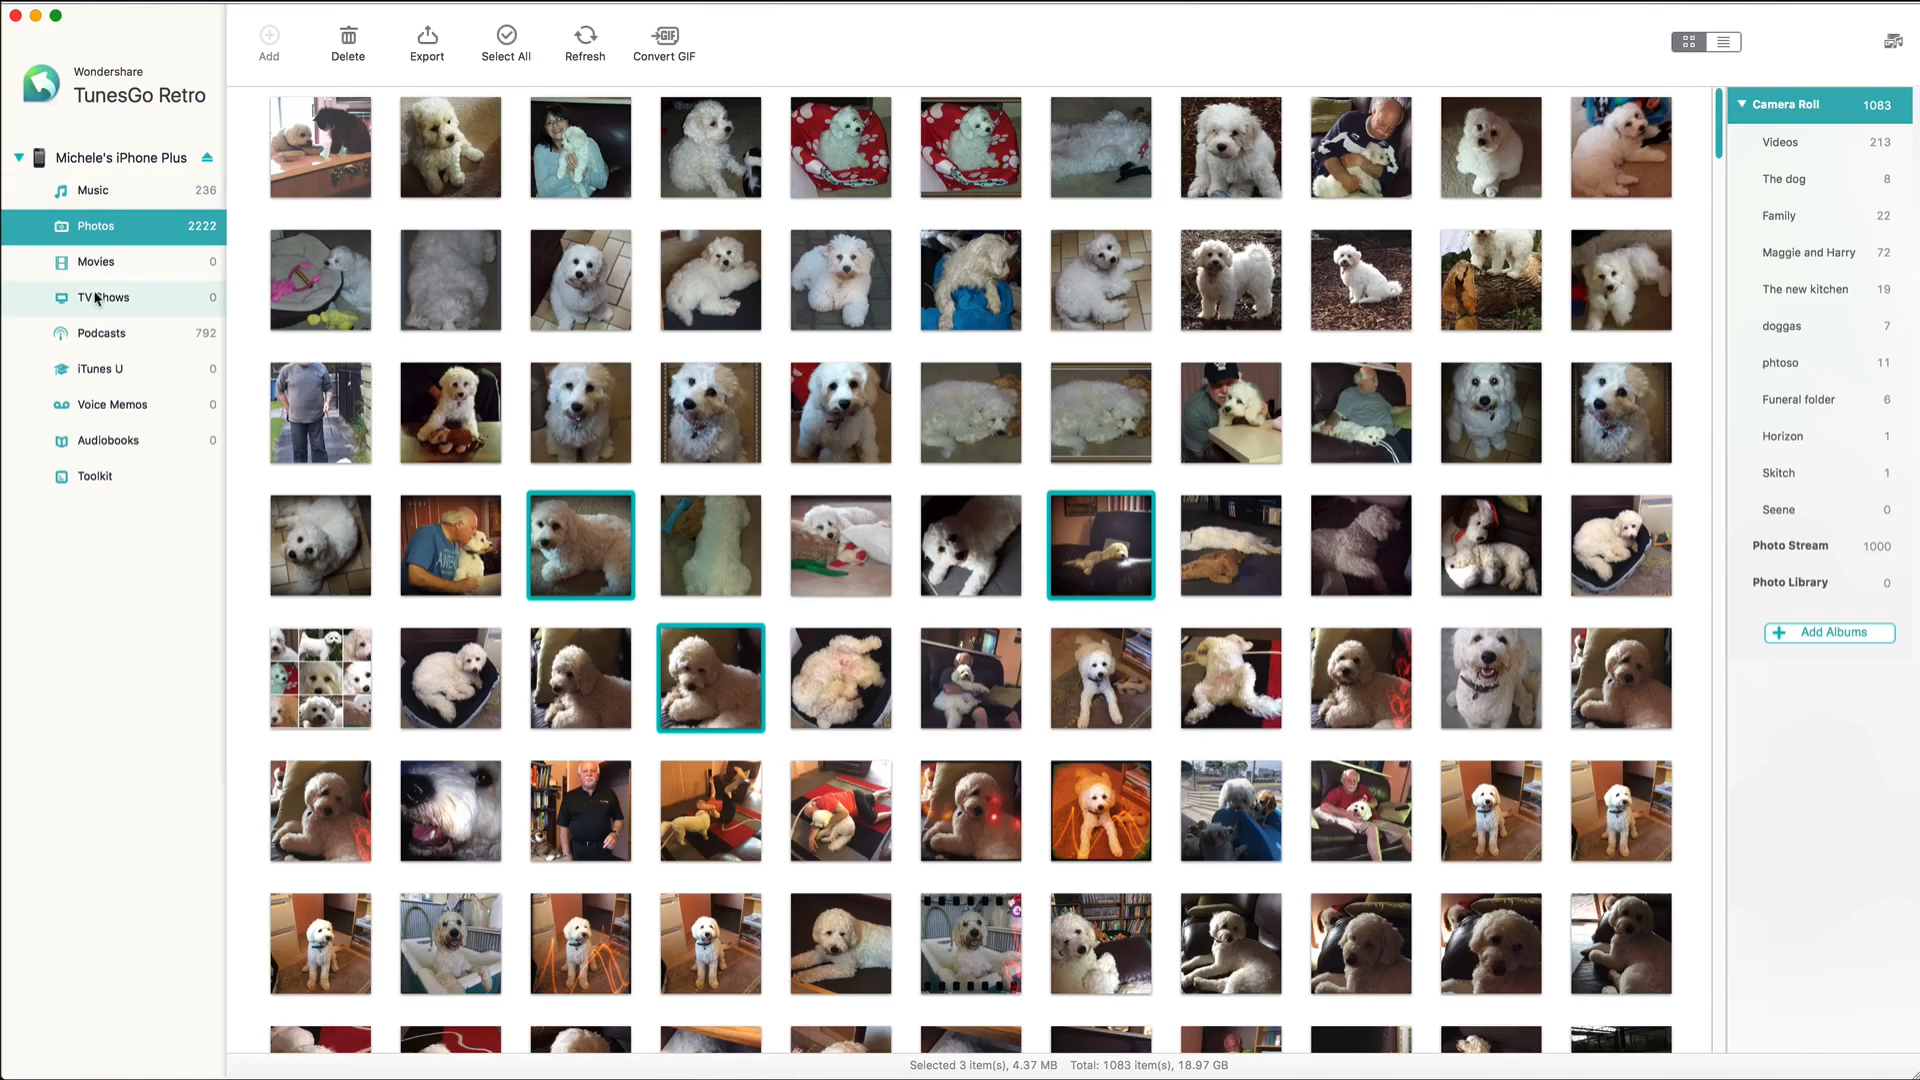 Add
Delete
Export
Select All
Refresh
GIF
Convert GIF
Wondershare
TunesGo Retro
Michele's iPhone Plus
Music 236
Photos 2222
Movies 0
TV Shows 0
Podcasts 792
iTunes U 0
Voice Memos 0
Audiobooks 0
Toolkit
Camera Roll 1083
Videos 213
The dog 8
Family 22
Maggie and Harry 72
The new kitchen 19
doggas 7
phtoso 11
Funeral folder 6
Horizon 1
Skitch 1
Seene 0
Photo Stream 1000
Photo Library 0
Add Albums
Selected 3 item(s), 4.37 MB Total: 1083 item(s), 18.97 GB